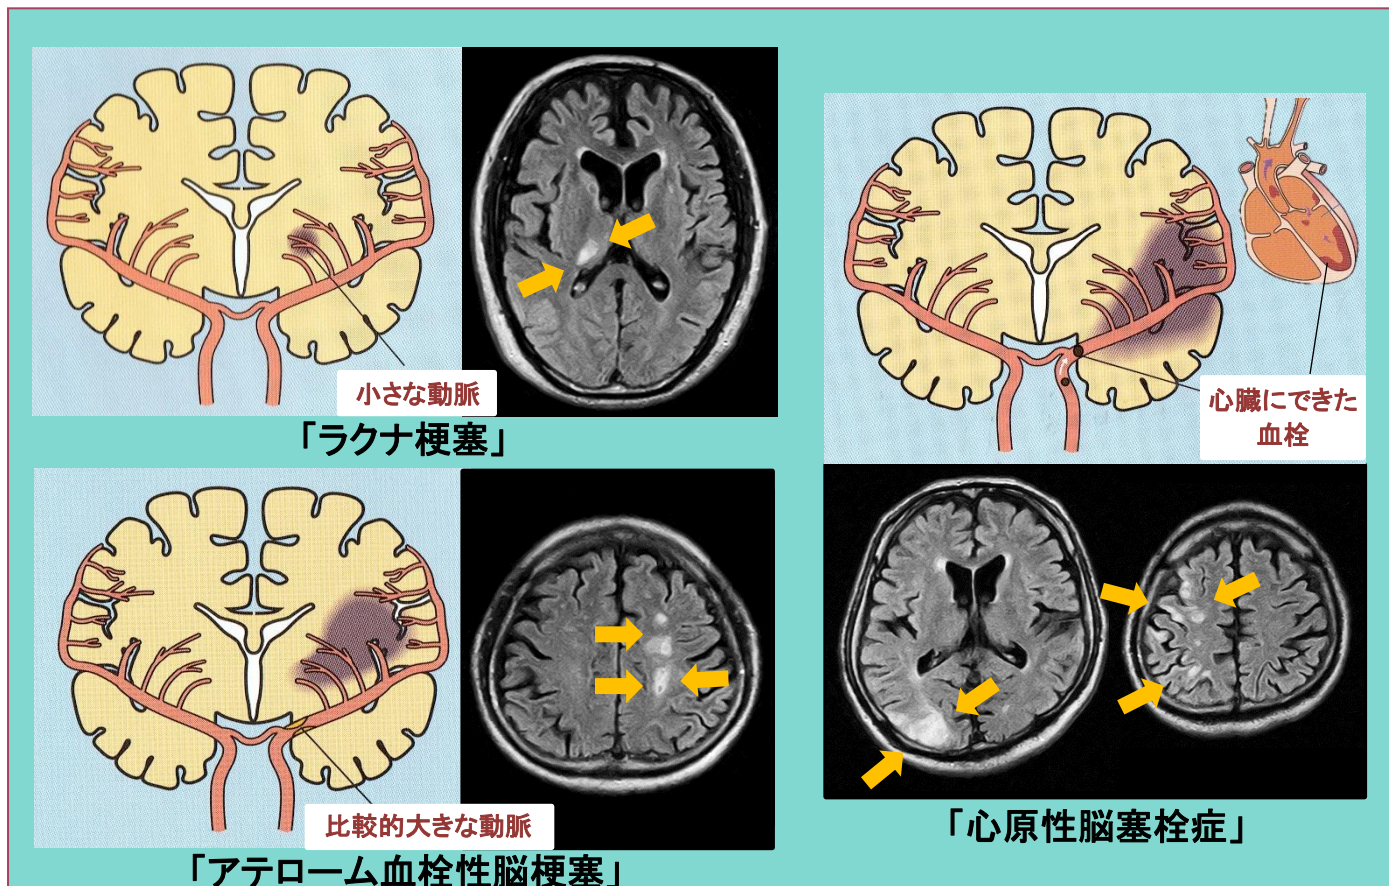 小さな動脈
「ラクナ梗塞」
比較的大きな動脈
「アテローム血栓性脳梗塞」
心臓にできた
血栓
「心原性脳塞栓症」